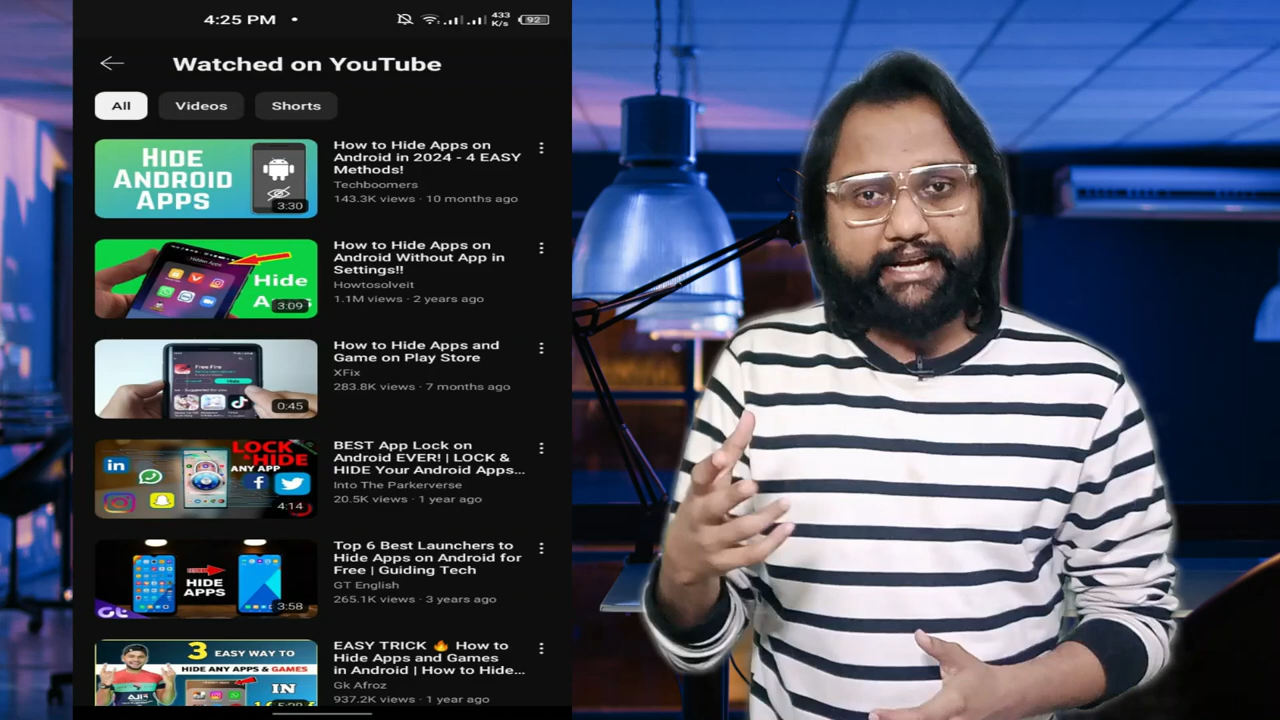 4:25 PM
433
K/s
92
Watched on YouTube
All
Videos
Shorts
HIDE
ANDROID
APPS
3:30
How to Hide Apps on
Android in 2024 - 4 EASY
Methods!
Techboomers
143.3K views · 10 months ago
Hidden Apps
Hide
3:09
How to Hide Apps on
Android Without App in
Settings!!
Howtosolveit
1.1M views · 2 years ago
Free Fire
0:45
How to Hide Apps and
Game on Play Store
XFix
283.8K views · 7 months ago
LOCK
& HIDE
ANY APP
in
f
4:14
BEST App Lock on
Android EVER! | LOCK &
HIDE Your Android Apps...
Into The Parkerverse
20.5K views · 1 year ago
HIDE
APPS
GT
3:58
Top 6 Best Launchers to
Hide Apps on Android for
Free | Guiding Tech
GT English
265.1K views · 3 years ago
3 EASY WAY TO
HIDE ANY APPS & GAMES
IN
EASY TRICK 🔥 How to
Hide Apps and Games
in Android | How to Hide...
Gk Afroz
937.2K views · 1 year ago